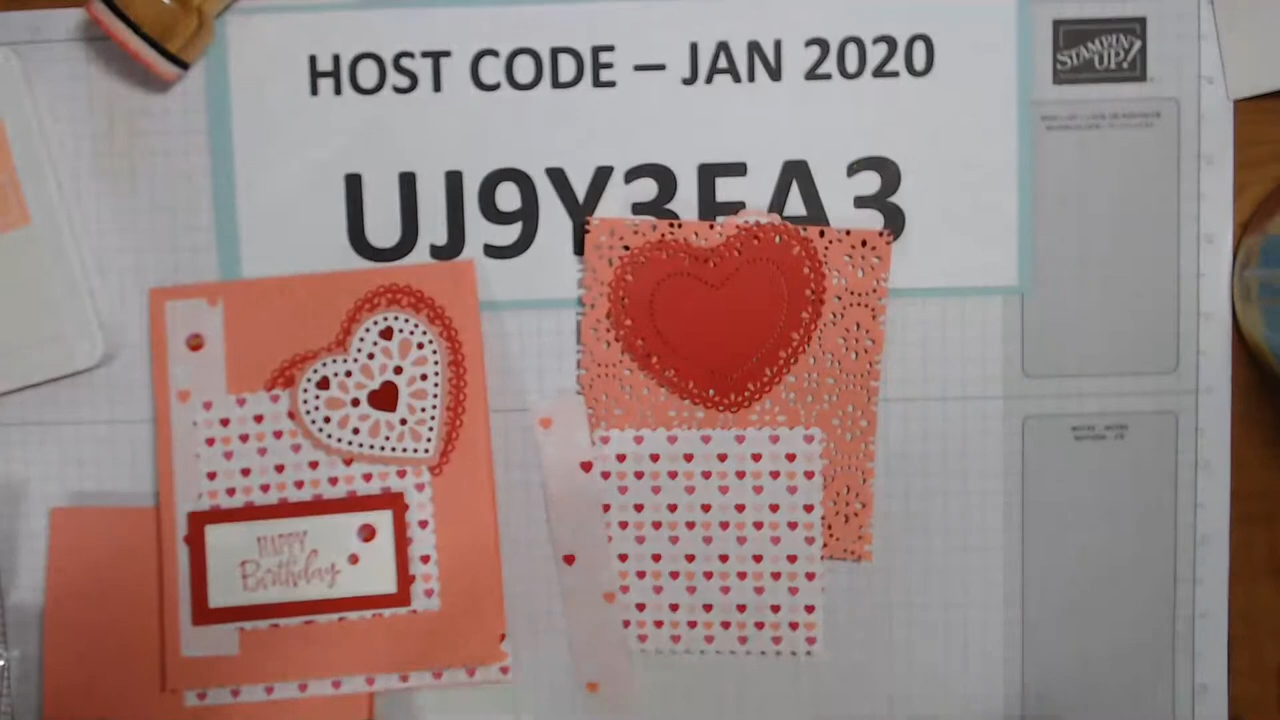 HOST CODE – JAN 2020
STAMPIN' UP!
UJ9Y3EA3
HAPPY
Birthday